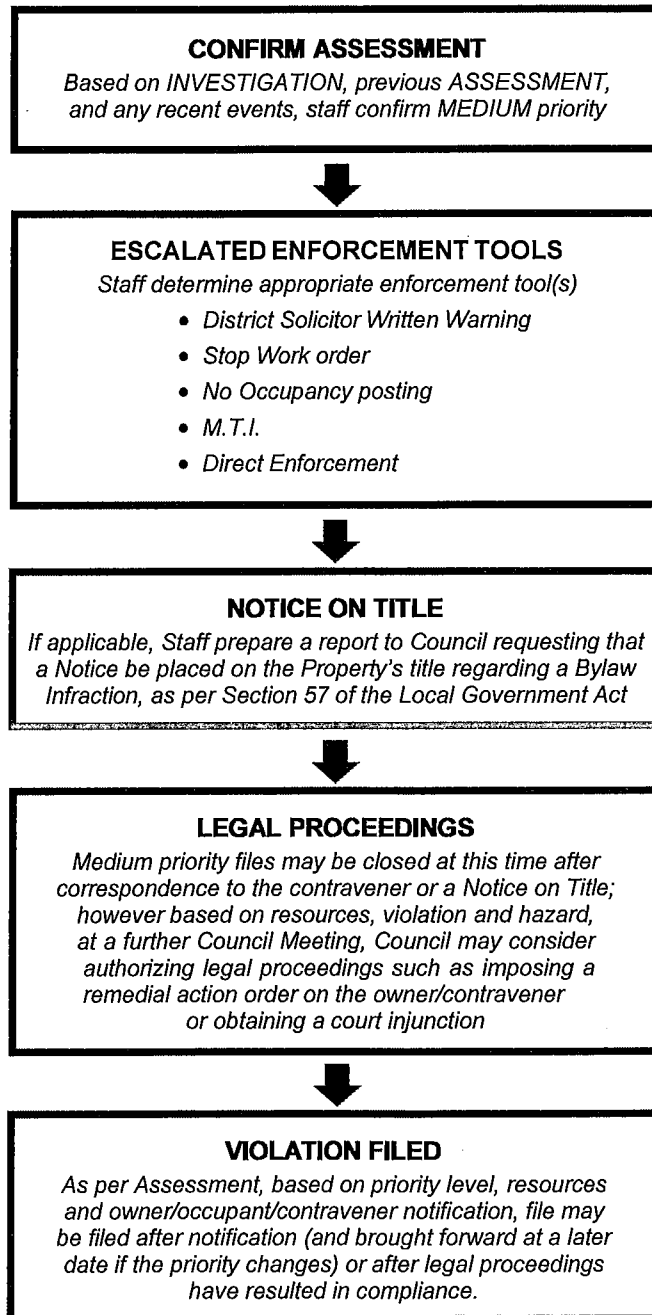 CONFIRM ASSESSMENT
Based on INVESTIGATION, previous ASSESSMENT,
and any recent events, staff confirm MEDIUM priority
ESCALATED ENFORCEMENT TOOLS
Staff determine appropriate enforcement tool(s)
• District Solicitor Written Warning
• Stop Work order
• No Occupancy posting
• M.T.I.
• Direct Enforcement
NOTICE ON TITLE
If applicable, Staff prepare a report to Council requesting that
a Notice be placed on the Property's title regarding a Bylaw
Infraction, as per Section 57 of the Local Government Act
LEGAL PROCEEDINGS
Medium priority files may be closed at this time after
correspondence to the contravener or a Notice on Title;
however based on resources, violation and hazard,
at a further Council Meeting, Council may consider
authorizing legal proceedings such as imposing a
remedial action order on the owner/contravener
or obtaining a court injunction
VIOLATION FILED
As per Assessment, based on priority level, resources
and owner/occupant/contravener notification, file may
be filed after notification (and brought forward at a later
date if the priority changes) or after legal proceedings
have resulted in compliance.